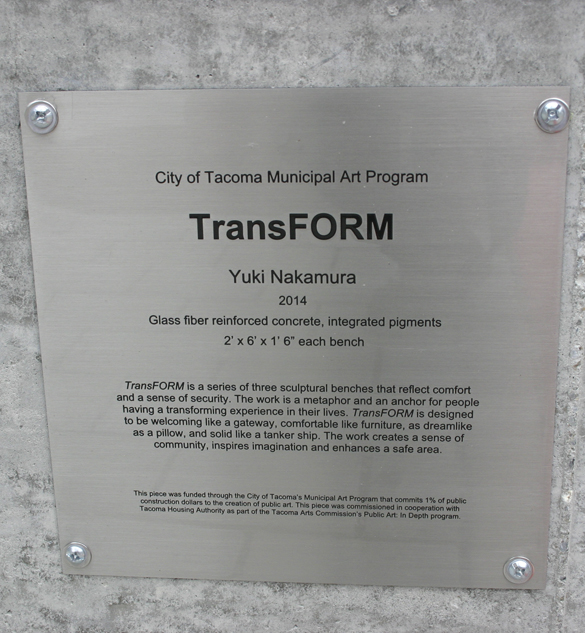 City of Tacoma Municipal Art Program
TransFORM
Yuki Nakamura
2014
Glass fiber reinforced concrete, integrated pigments
2' x 6' x 1' 6" each bench
TransFORM is a series of three sculptural benches that reflect comfort
and a sense of security. The work is a metaphor and an anchor for people
having a transforming experience in their lives. TransFORM is designed
to be welcoming like a gateway, comfortable like furniture, as dreamlike
as a pillow, and solid like a tanker ship. The work creates a sense of
community, inspires imagination and enhances a safe area.
This piece was funded through the City of Tacoma's Municipal Art Program that commits 1% of public
construction dollars to the creation of public art. This piece was commissioned in cooperation with
Tacoma Housing Authority as part of the Tacoma Arts Commission's Public Art: In Depth program.